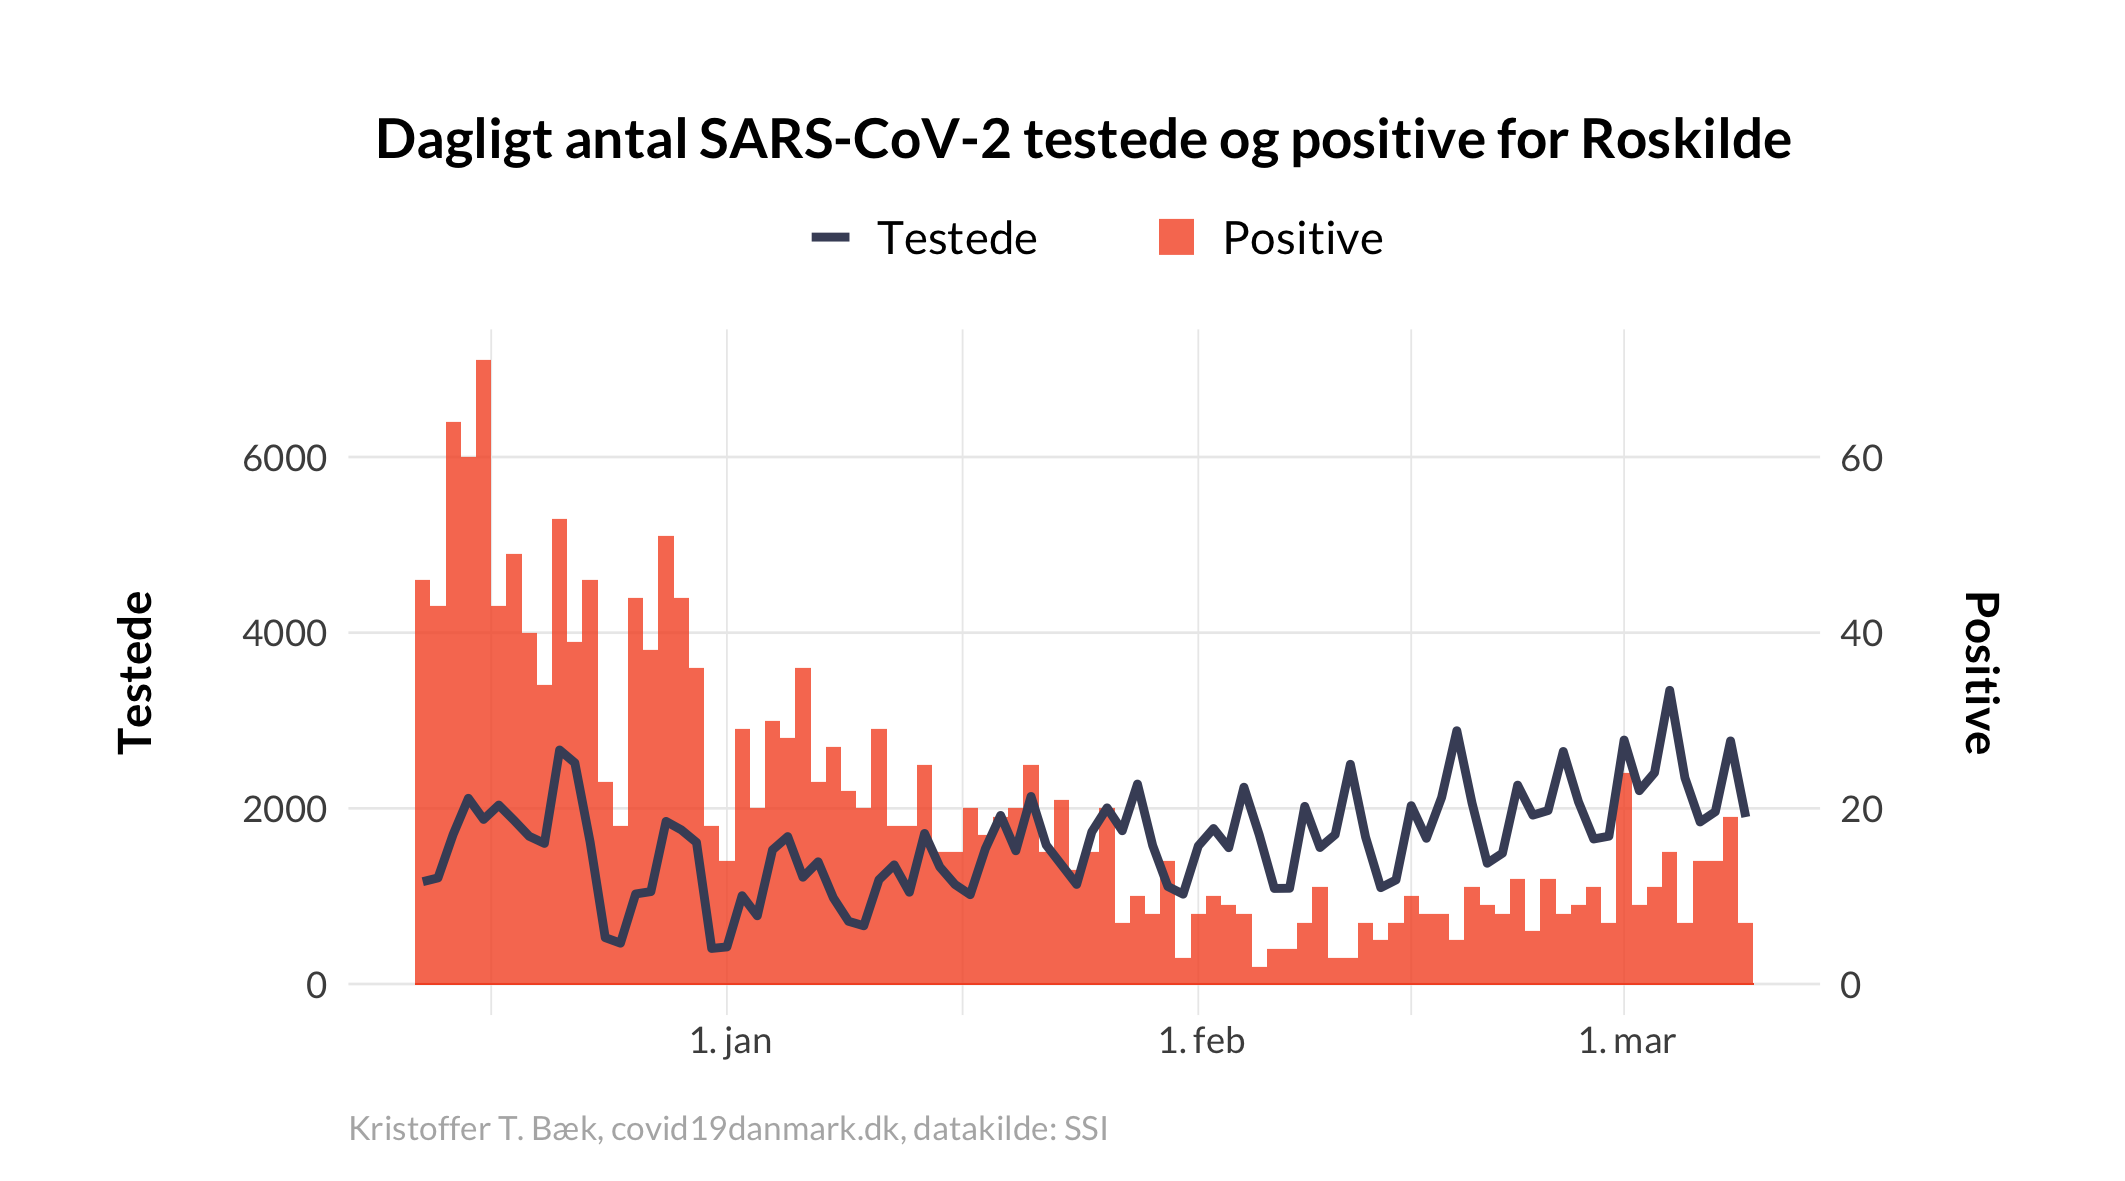 Dagligt antal SARS-CoV-2 testede og positive for Roskilde
Testede
Positive
6000
4000
2000
0
60
40
20
0
Testede
Positive
1. jan
1. feb
1. mar
Kristoffer T. Bæk, covid19danmark.dk, datakilde: SSI